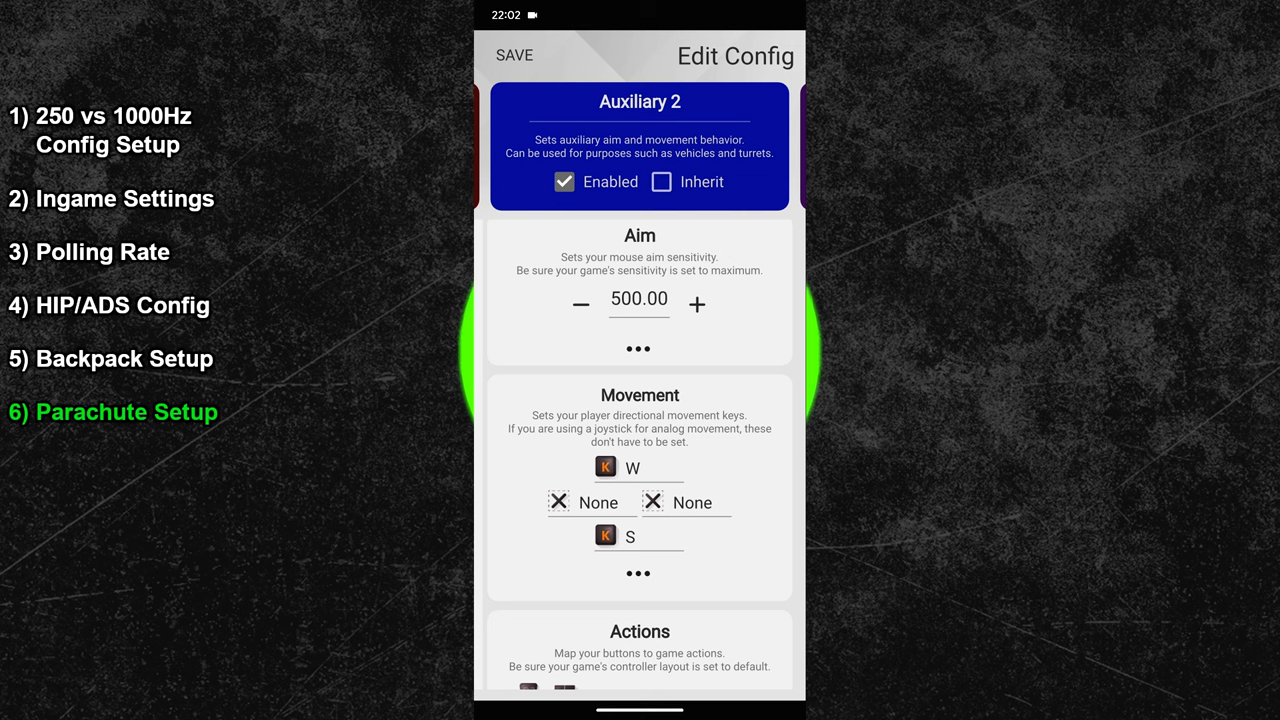 1) 250 vs 1000Hz
Config Setup
2) Ingame Settings
3) Polling Rate
4) HIP/ADS Config
5) Backpack Setup
6) Parachute Setup
22:02
SAVE
Edit Config
Auxiliary 2
Sets auxiliary aim and movement behavior.
Can be used for purposes such as vehicles and turrets.
Enabled Inherit
Aim
Sets your mouse aim sensitivity.
Be sure your game's sensitivity is set to maximum.
500.00
Movement
Sets your player directional movement keys.
If you are using a joystick for analog movement, these
don't have to be set.
K W
None None
K S
Actions
Map your buttons to game actions.
Be sure your game's controller layout is set to default.